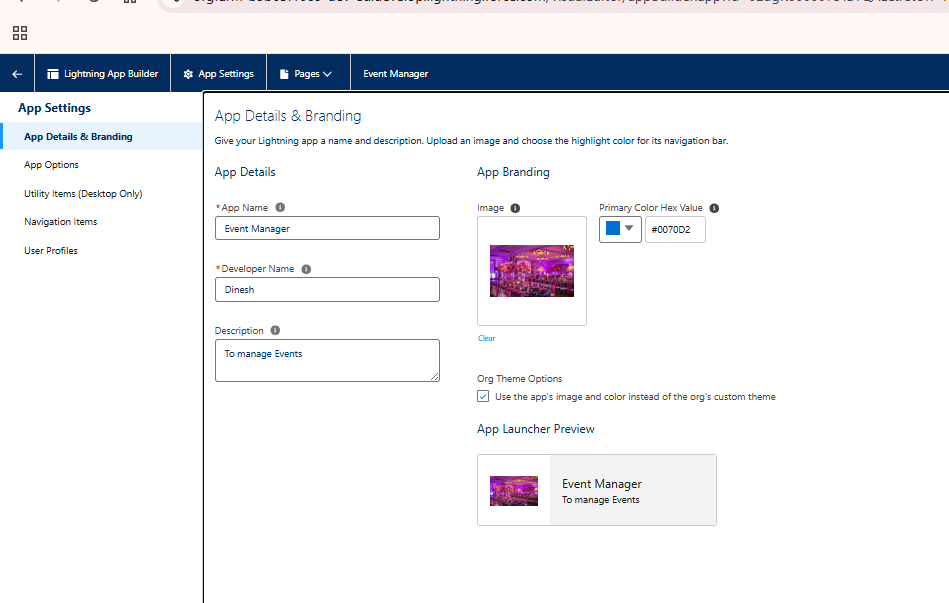 Lightning App Builder
App Settings
Pages
Event Manager
App Settings
App Details & Branding
App Options
Utility Items (Desktop Only)
Navigation Items
User Profiles
App Details & Branding
Give your Lightning app a name and description. Upload an image and choose the highlight color for its navigation bar.
App Details
*App Name
Event Manager
*Developer Name
Dinesh
Description
To manage Events
App Branding
Image
Primary Color Hex Value
#0070D2
Clear
Org Theme Options
Use the app's image and color instead of the org's custom theme
App Launcher Preview
Event Manager
To manage Events